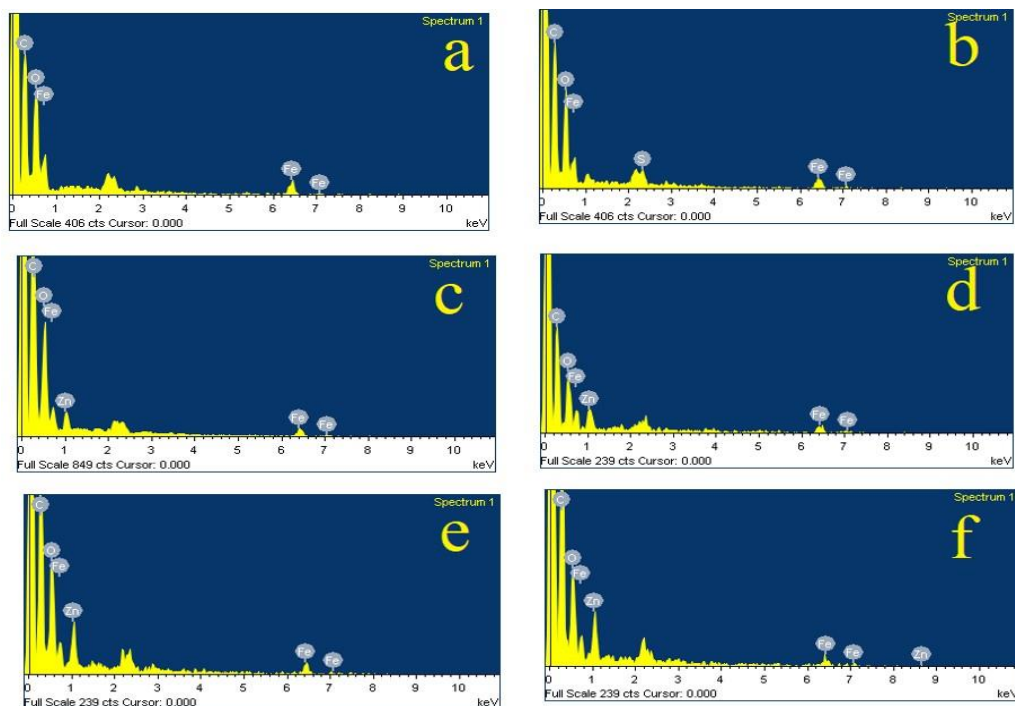 Spectrum 1
a
C
O
Fe
Fe
Fe
0 1 2 3 4 5 6 7 8 9 10
Full Scale 406 cts Cursor: 0.000 keV
Spectrum 1
b
C
O
Fe
S
Fe
Fe
0 1 2 3 4 5 6 7 8 9 10
Full Scale 406 cts Cursor: 0.000 keV
Spectrum 1
c
C
O
Fe
Zn
Fe
Fe
0 1 2 3 4 5 6 7 8 9 10
Full Scale 849 cts Cursor: 0.000 keV
Spectrum 1
d
C
O
Fe
Zn
Fe
Fe
0 1 2 3 4 5 6 7 8 9 10
Full Scale 239 cts Cursor: 0.000 keV
Spectrum 1
e
C
O
Fe
Zn
Fe
Fe
0 1 2 3 4 5 6 7 8 9 10
Full Scale 239 cts Cursor: 0.000 keV
Spectrum 1
f
C
O
Fe
Zn
Fe
Fe
Zn
0 1 2 3 4 5 6 7 8 9 10
Full Scale 239 cts Cursor: 0.000 keV